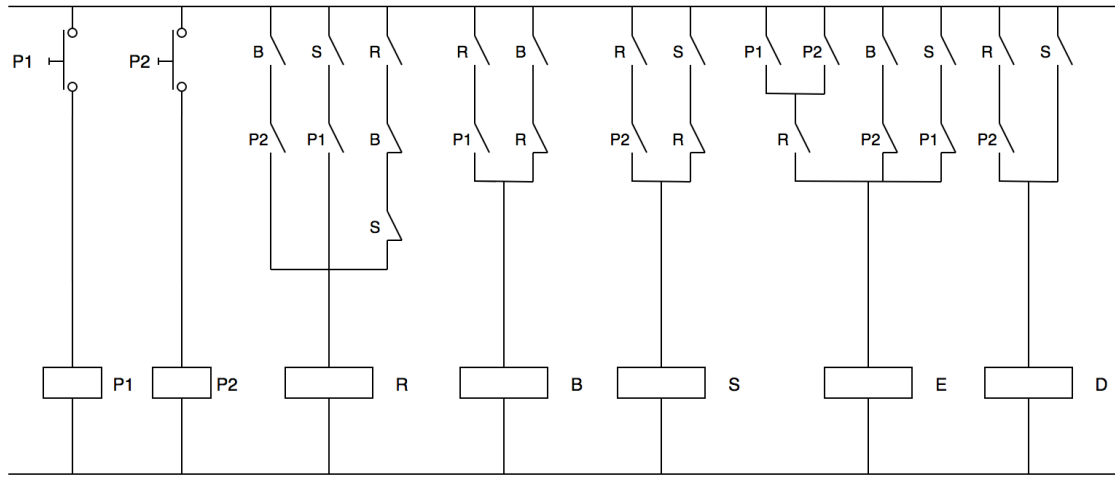 B S R R B R S P1 P2 B S R S
P1 P2
P2 P1 B P1 R P2 R R P2 P1 P2
S
P1 P2 R B S E D